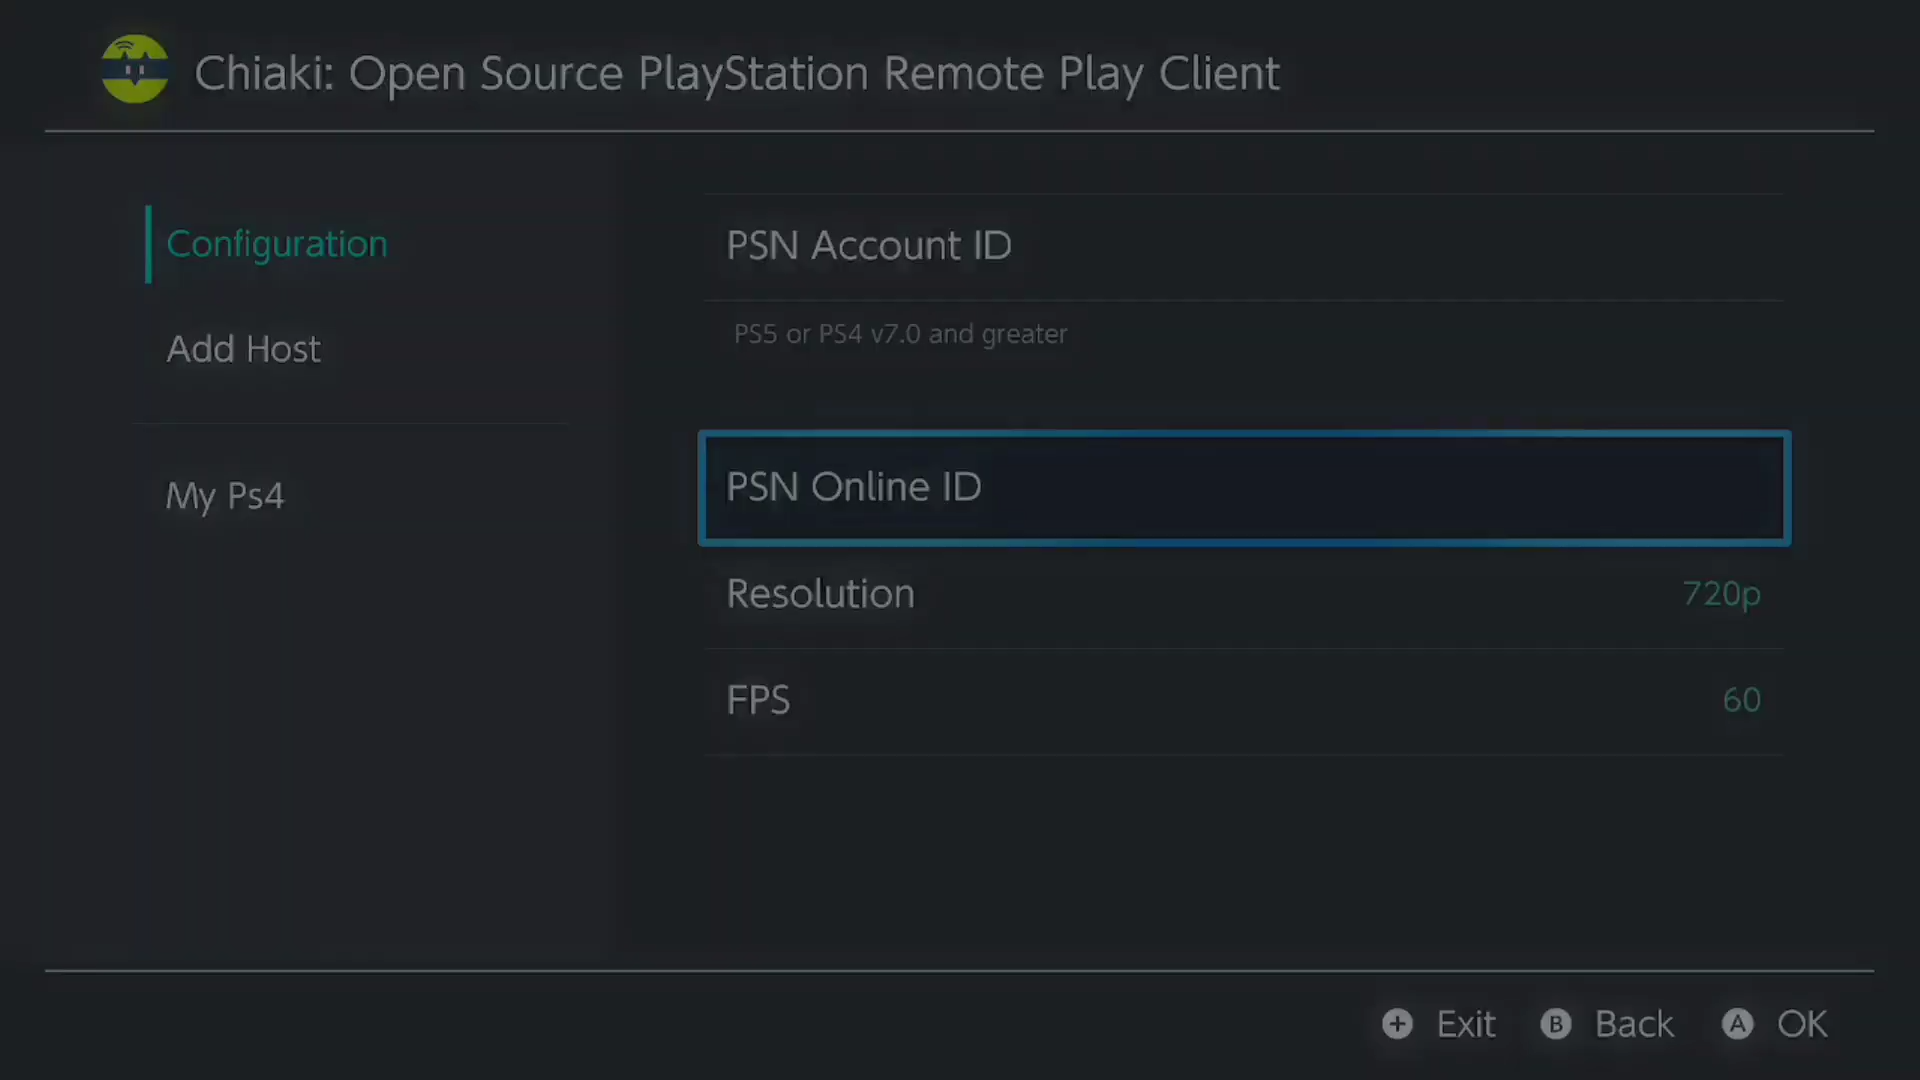 Chiaki: Open Source PlayStation Remote Play Client
Configuration
Add Host
My Ps4
PSN Account ID
PS5 or PS4 v7.0 and greater
PSN Online ID
Resolution 720p
FPS 60
+ Exit B Back A OK